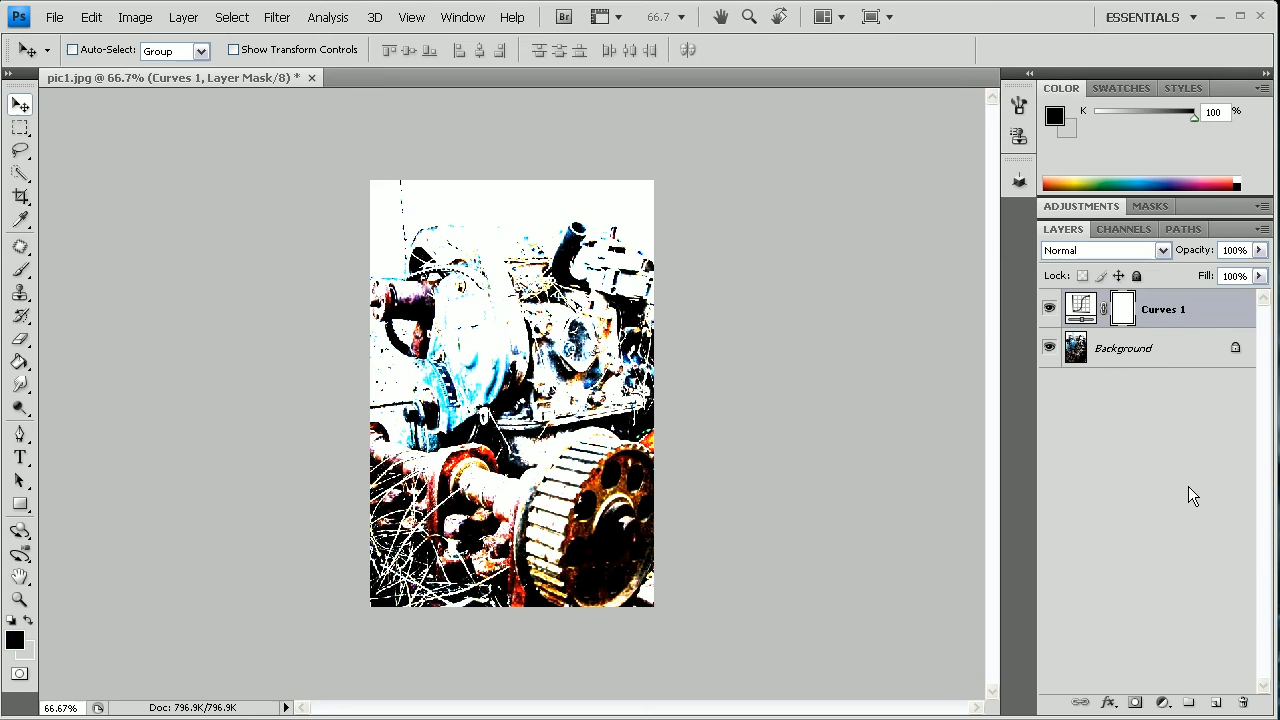 Ps File Edit Image Layer Select Filter Analysis 3D View Window Help Br 66.7 ESSENTIALS
Auto-Select: Group Show Transform Controls
pic1.jpg @ 66.7% (Curves 1, Layer Mask/8) *
COLOR SWATCHES STYLES
K 100 %
ADJUSTMENTS MASKS
LAYERS CHANNELS PATHS
Normal Opacity: 100%
Lock: Fill: 100%
Curves 1
Background
T
fx
66.67% Doc: 796.9K/796.9K